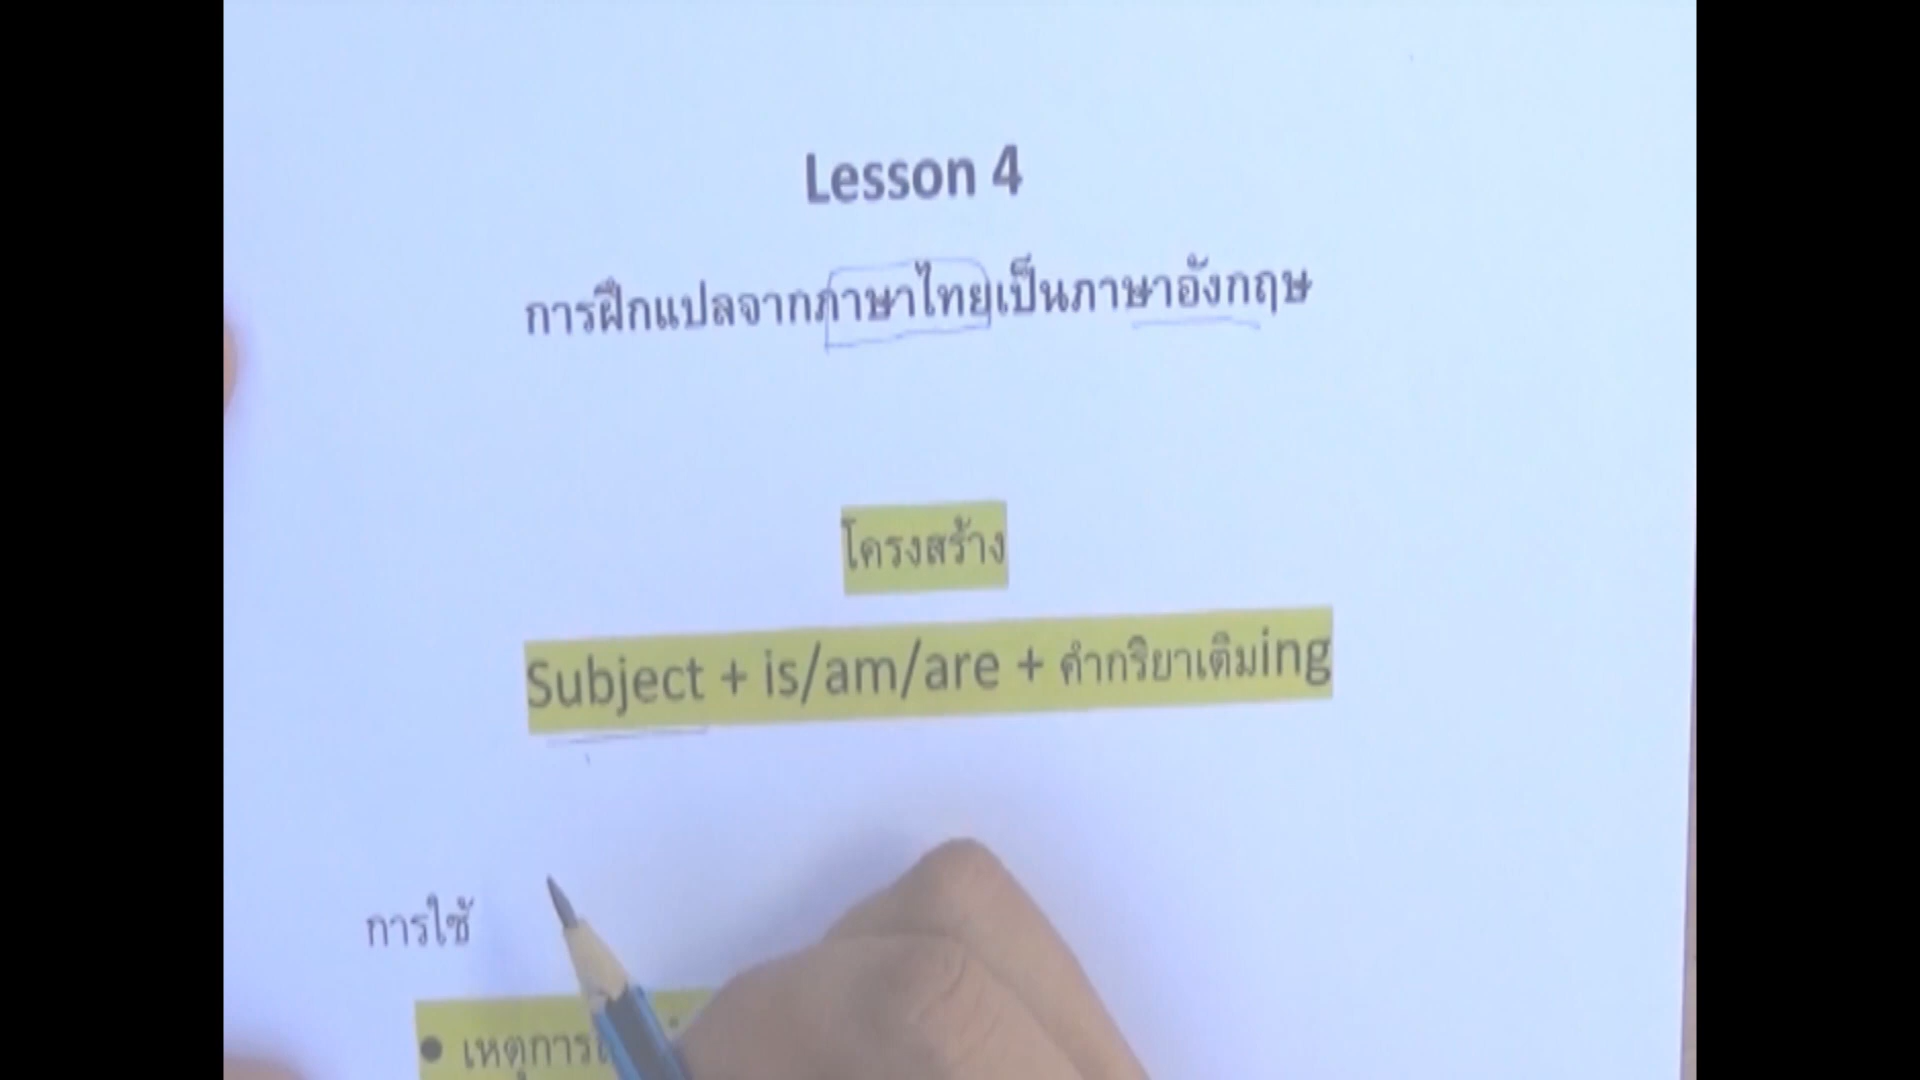 Lesson 4
การฝึกแปลจากภาษาไทยเป็นภาษาอังกฤษ
โครงสร้าง
Subject + is/am/are + คำกริยาเติมing
การใช้